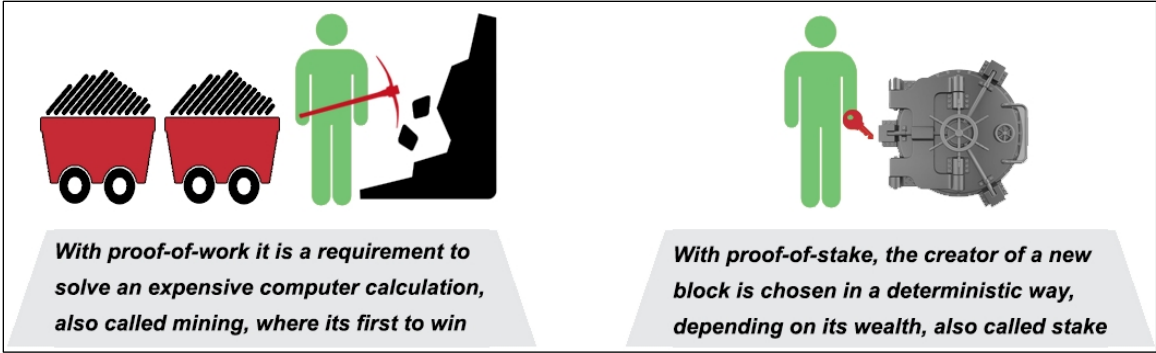 With proof-of-work it is a requirement to
solve an expensive computer calculation,
also called mining, where its first to win
With proof-of-stake, the creator of a new
block is chosen in a deterministic way,
depending on its wealth, also called stake